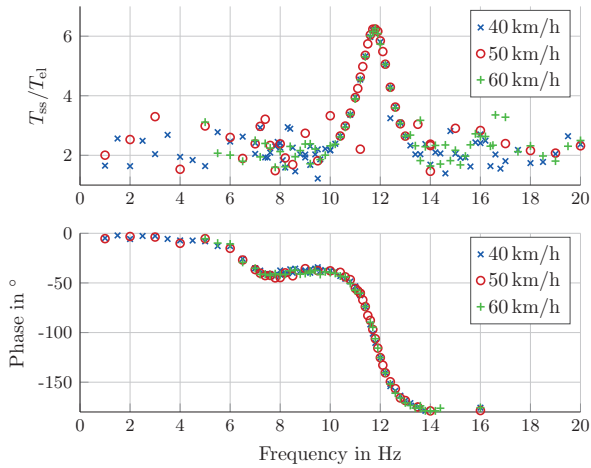 6
4
2
T_ss/T_el
40 km/h
50 km/h
60 km/h
0 2 4 6 8 10 12 14 16 18 20
0
-50
-100
-150
Phase in °
40 km/h
50 km/h
60 km/h
0 2 4 6 8 10 12 14 16 18 20
Frequency in Hz